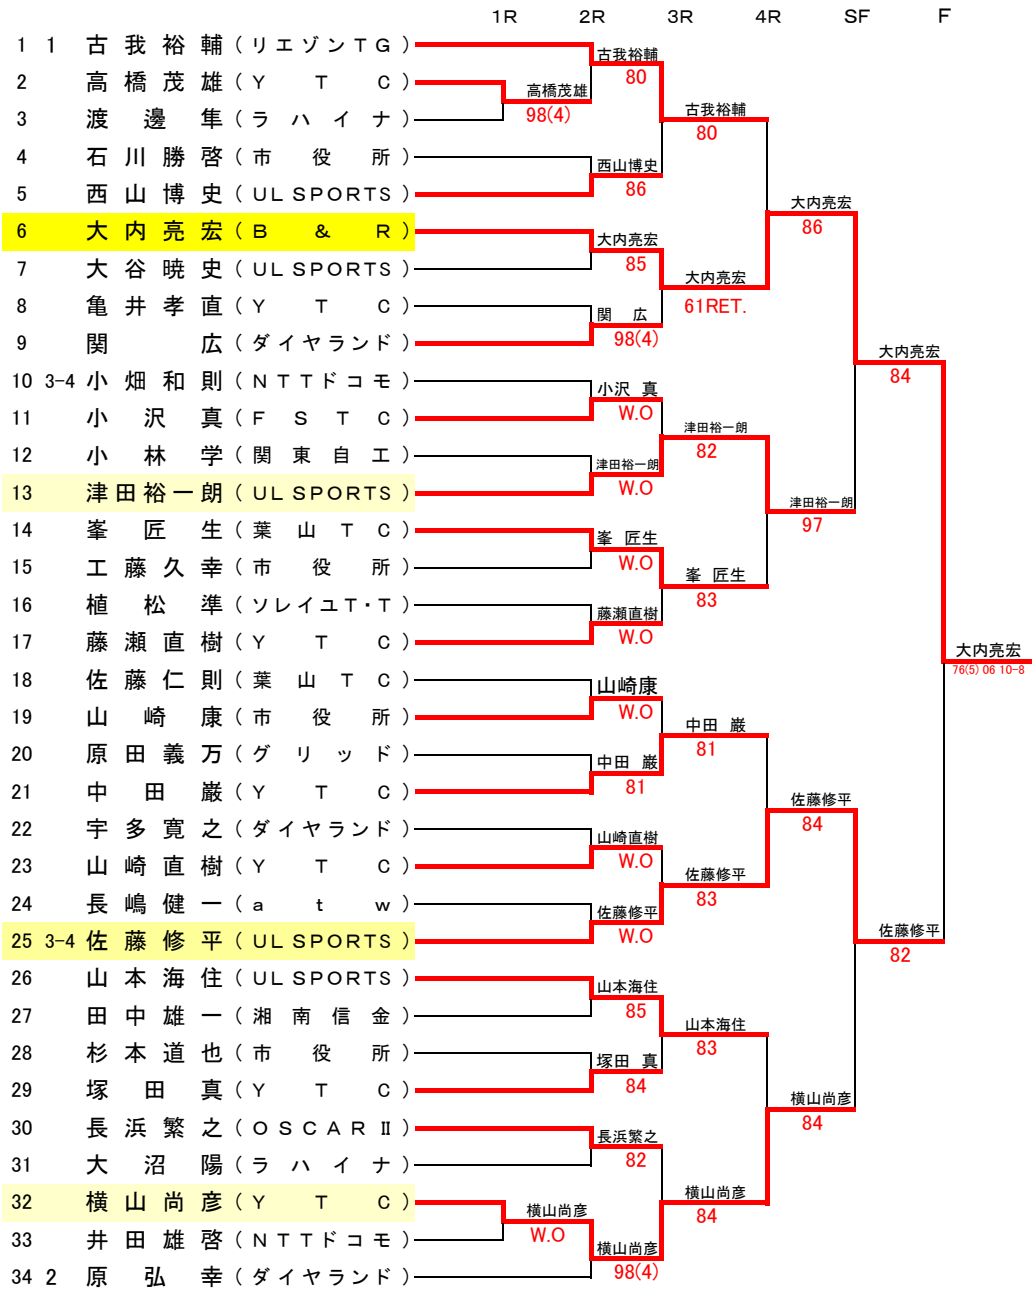 1R 2R 3R 4R SF F
1 1 古我裕輔(リエゾンTG)
2 高橋茂雄(YTC)
3 渡邊隼(ラハイナ)
4 石川勝啓(市役所)
5 西山博史(UL SPORTS)
6 大内亮宏(B&R)
7 大谷暁史(UL SPORTS)
8 亀井孝直(YTC)
9 関広(ダイヤランド)
10 3-4 小畑和則(NTTドコモ)
11 小沢真(FSTC)
12 小林学(関東自工)
13 津田裕一朗(UL SPORTS)
14 峯匠生(葉山TC)
15 工藤久幸(市役所)
16 植松準(ソレイユT・T)
17 藤瀬直樹(YTC)
18 佐藤仁則(葉山TC)
19 山崎康(市役所)
20 原田義万(グリッド)
21 中田巌(YTC)
22 宇多寛之(ダイヤランド)
23 山崎直樹(YTC)
24 長嶋健一(atw)
25 3-4 佐藤修平(UL SPORTS)
26 山本海住(UL SPORTS)
27 田中雄一(湘南信金)
28 杉本道也(市役所)
29 塚田真(YTC)
30 長浜繁之(OSCARⅡ)
31 大沼陽(ラハイナ)
32 横山尚彦(YTC)
33 井田雄啓(NTTドコモ)
34 2 原弘幸(ダイヤランド)
高橋茂雄
98(4)
横山尚彦
W.O
古我裕輔
80
西山博史
86
大内亮宏
85
関 広
98(4)
小沢 真
W.O
津田裕一朗
W.O
峯 匠生
W.O
藤瀬直樹
W.O
山崎康
W.O
中田 巌
81
山崎直樹
W.O
佐藤修平
W.O
山本海住
85
塚田 真
84
長浜繁之
82
横山尚彦
98(4)
古我裕輔
80
大内亮宏
61RET.
津田裕一朗
82
峯 匠生
83
中田 巌
81
佐藤修平
83
山本海住
83
横山尚彦
84
大内亮宏
86
津田裕一朗
97
佐藤修平
84
横山尚彦
84
大内亮宏
84
佐藤修平
82
大内亮宏
76(5) 06 10-8